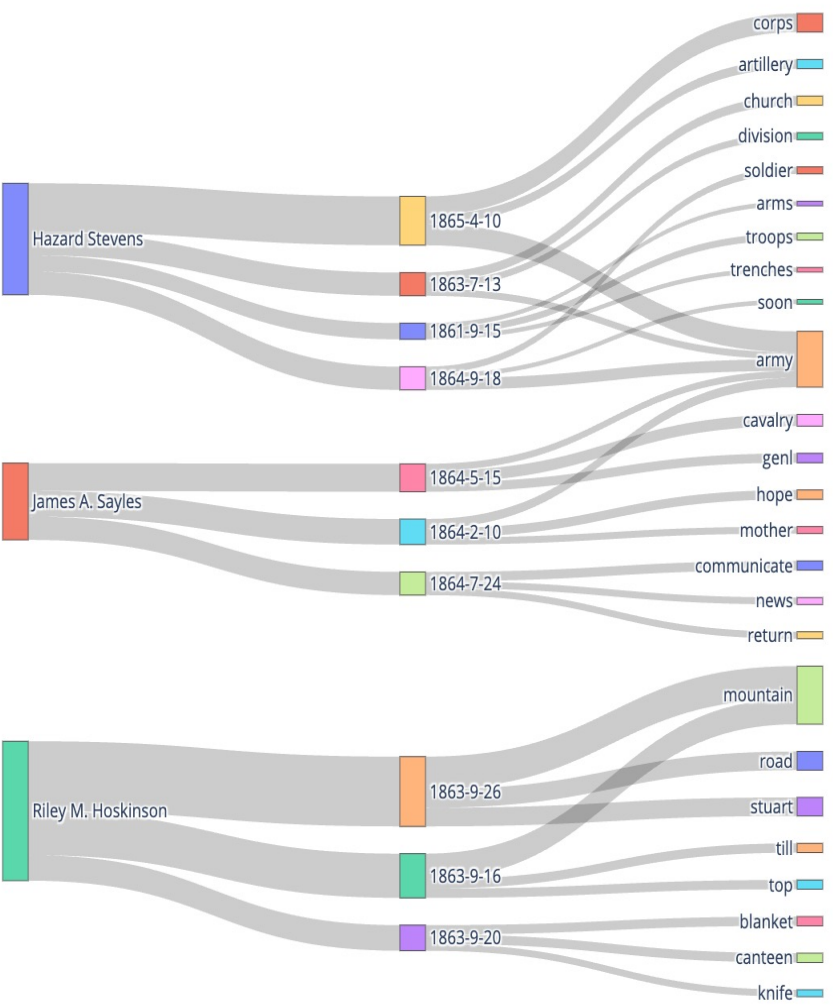 Hazard Stevens
James A. Sayles
Riley M. Hoskinson
1865-4-10
1863-7-13
1861-9-15
1864-9-18
1864-5-15
1864-2-10
1864-7-24
1863-9-26
1863-9-16
1863-9-20
corps
artillery
church
division
soldier
arms
troops
trenches
soon
army
cavalry
genl
hope
mother
communicate
news
return
mountain
road
stuart
till
top
blanket
canteen
knife